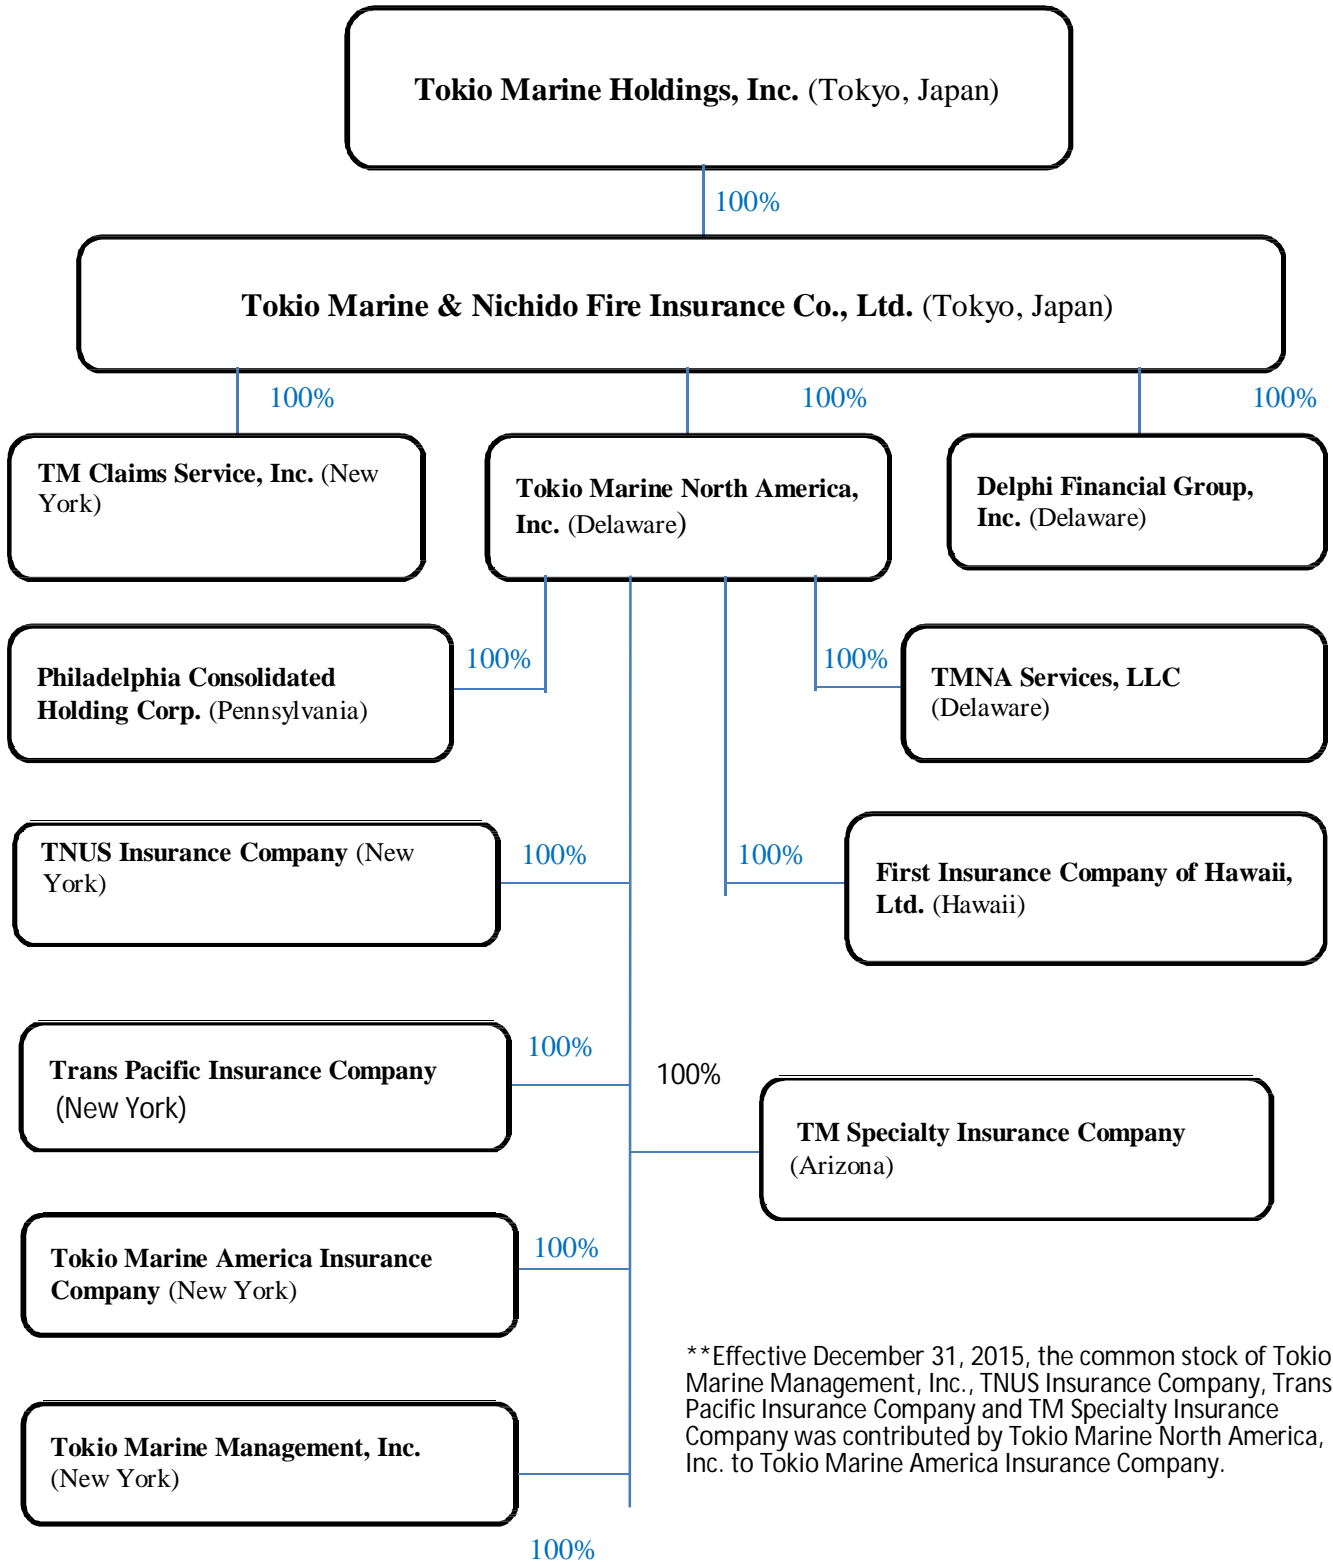 Tokio Marine Holdings, Inc. (Tokyo, Japan)
100%
Tokio Marine & Nichido Fire Insurance Co., Ltd. (Tokyo, Japan)
100%
100%
100%
TM Claims Service, Inc. (New
York)
Tokio Marine North America,
Inc. (Delaware)
Delphi Financial Group,
Inc. (Delaware)
Philadelphia Consolidated
Holding Corp. (Pennsylvania)
100%
100%
TMNA Services, LLC
(Delaware)
TNUS Insurance Company (New
York)
100%
100%
First Insurance Company of Hawaii,
Ltd. (Hawaii)
Trans Pacific Insurance Company
(New York)
100%
100%
TM Specialty Insurance Company
(Arizona)
Tokio Marine America Insurance
Company (New York)
100%
**Effective December 31, 2015, the common stock of Tokio
Marine Management, Inc., TNUS Insurance Company, Trans
Pacific Insurance Company and TM Specialty Insurance
Company was contributed by Tokio Marine North America,
Inc. to Tokio Marine America Insurance Company.
Tokio Marine Management, Inc.
(New York)
100%